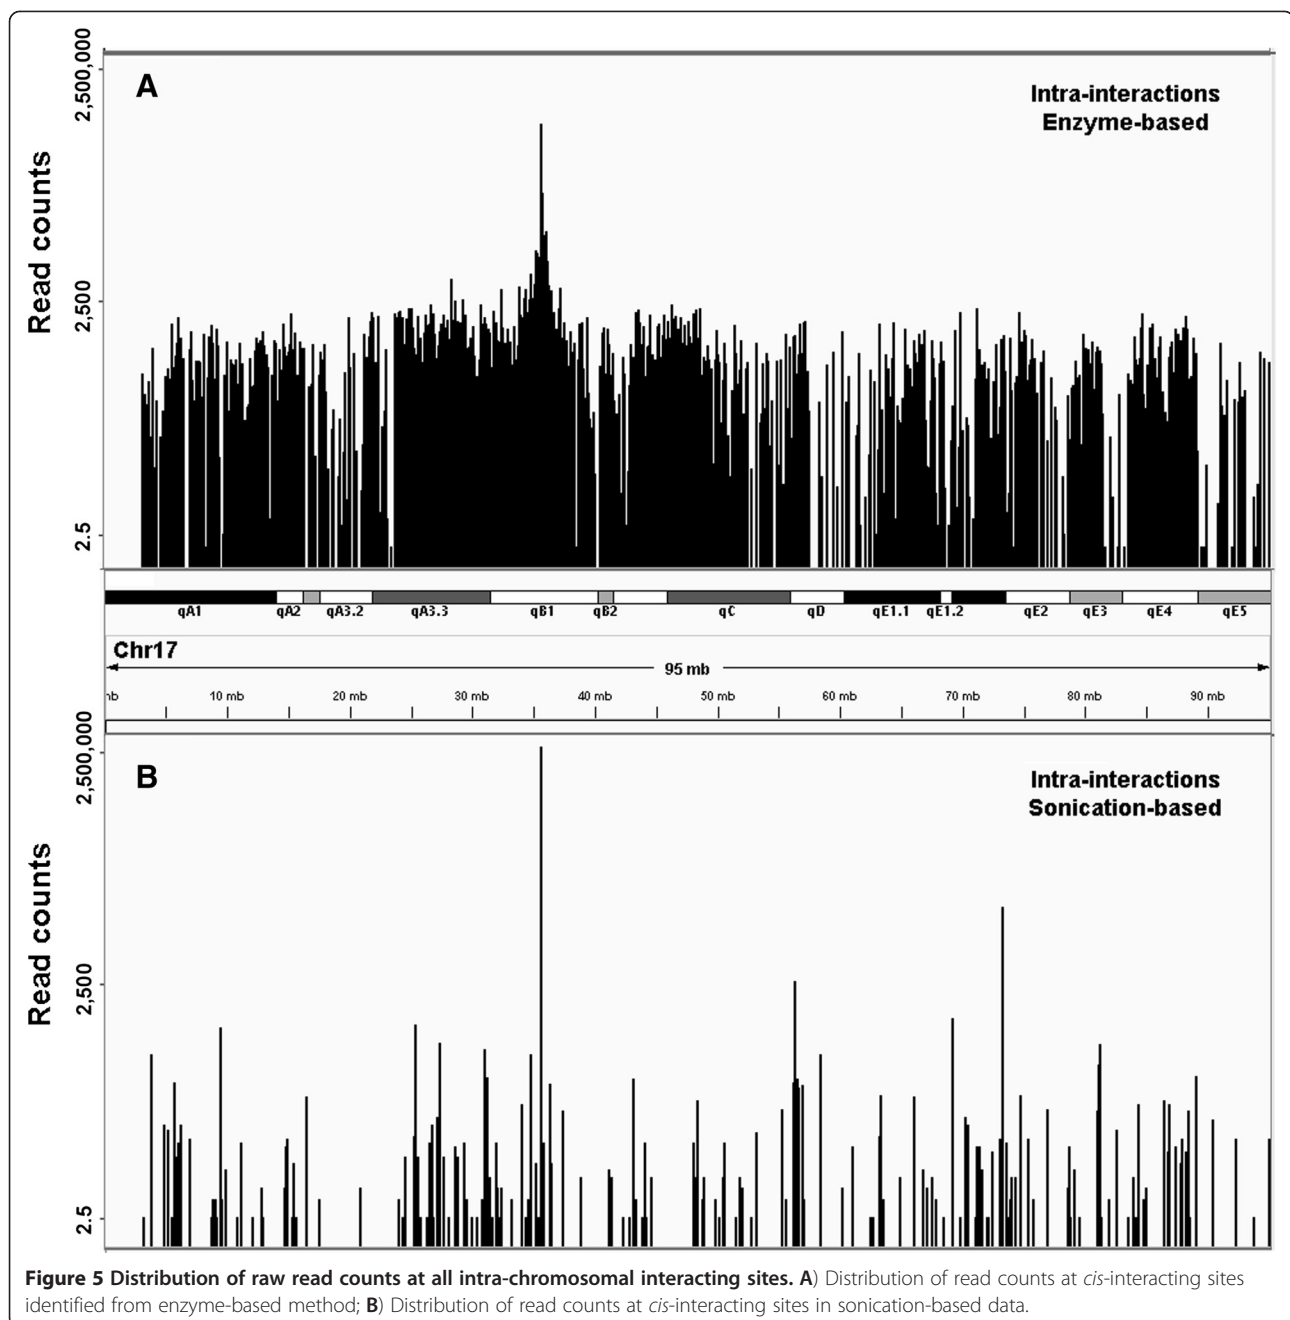 2,500,000
A
Intra-interactions
Enzyme-based
Read counts
2,500
2.5
qA1 qA2 qA3.2 qA3.3 qB1 qB2 qC qD qE1.1 qE1.2 qE2 qE3 qE4 qE5
Chr17
95 mb
10 mb 20 mb 30 mb 40 mb 50 mb 60 mb 70 mb 80 mb 90 mb
2,500,000
B
Intra-interactions
Sonication-based
Read counts
2,500
2.5
Figure 5 Distribution of raw read counts at all intra-chromosomal interacting sites. A) Distribution of read counts at cis-interacting sites
identified from enzyme-based method; B) Distribution of read counts at cis-interacting sites in sonication-based data.